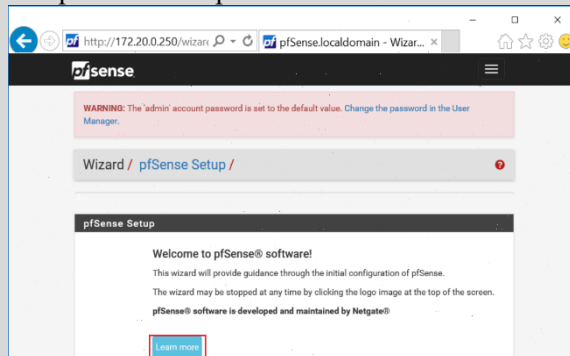 http://172.20.0.250/wizar
pfSense.localdomain - Wizar...
pfsense
WARNING: The 'admin' account password is set to the default value. Change the password in the User
Manager.
Wizard / pfSense Setup /
pfSense Setup
Welcome to pfSense® software!
This wizard will provide guidance through the initial configuration of pfSense.
The wizard may be stopped at any time by clicking the logo image at the top of the screen.
pfSense® software is developed and maintained by Netgate®
Learn more